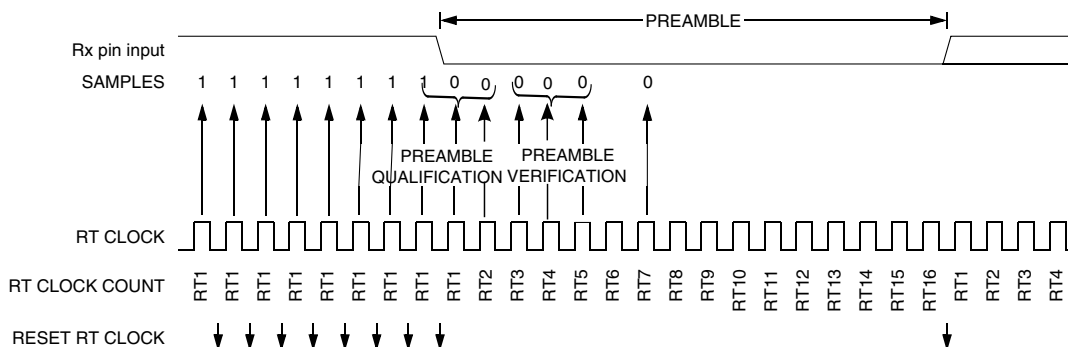 PREAMBLE
Rx pin input
SAMPLES 1 1 1 1 1 1 1 1 0 0 0 0 0 0
PREAMBLE QUALIFICATION
PREAMBLE VERIFICATION
RT CLOCK
RT CLOCK COUNT RT1 RT1 RT1 RT1 RT1 RT1 RT1 RT1 RT1 RT2 RT3 RT4 RT5 RT6 RT7 RT8 RT9 RT10 RT11 RT12 RT13 RT14 RT15 RT16 RT1 RT2 RT3 RT4
RESET RT CLOCK